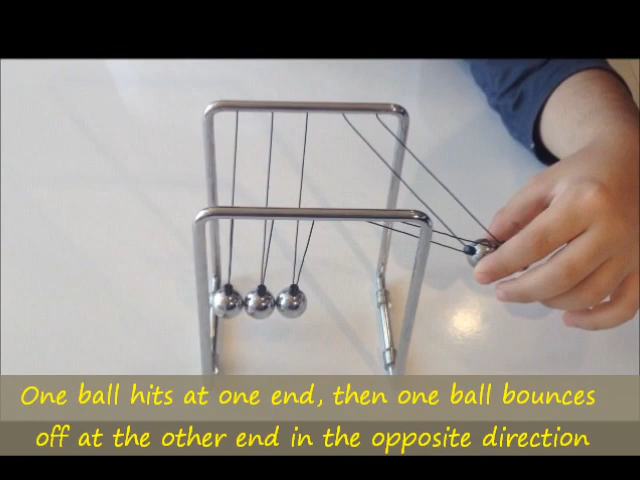 One ball hits at one end, then one ball bounces
off at the other end in the opposite direction